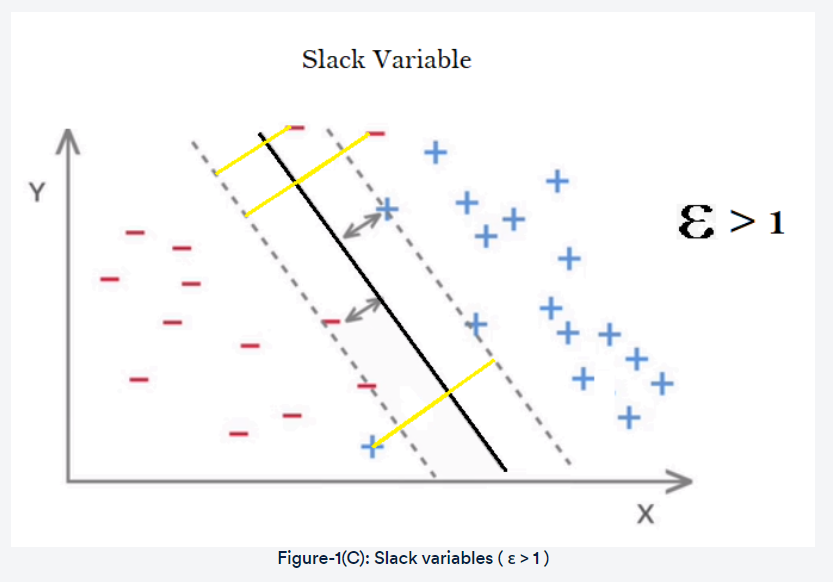 Slack Variable
Y
ε > 1
X
Figure-1(C): Slack variables ( ε > 1 )